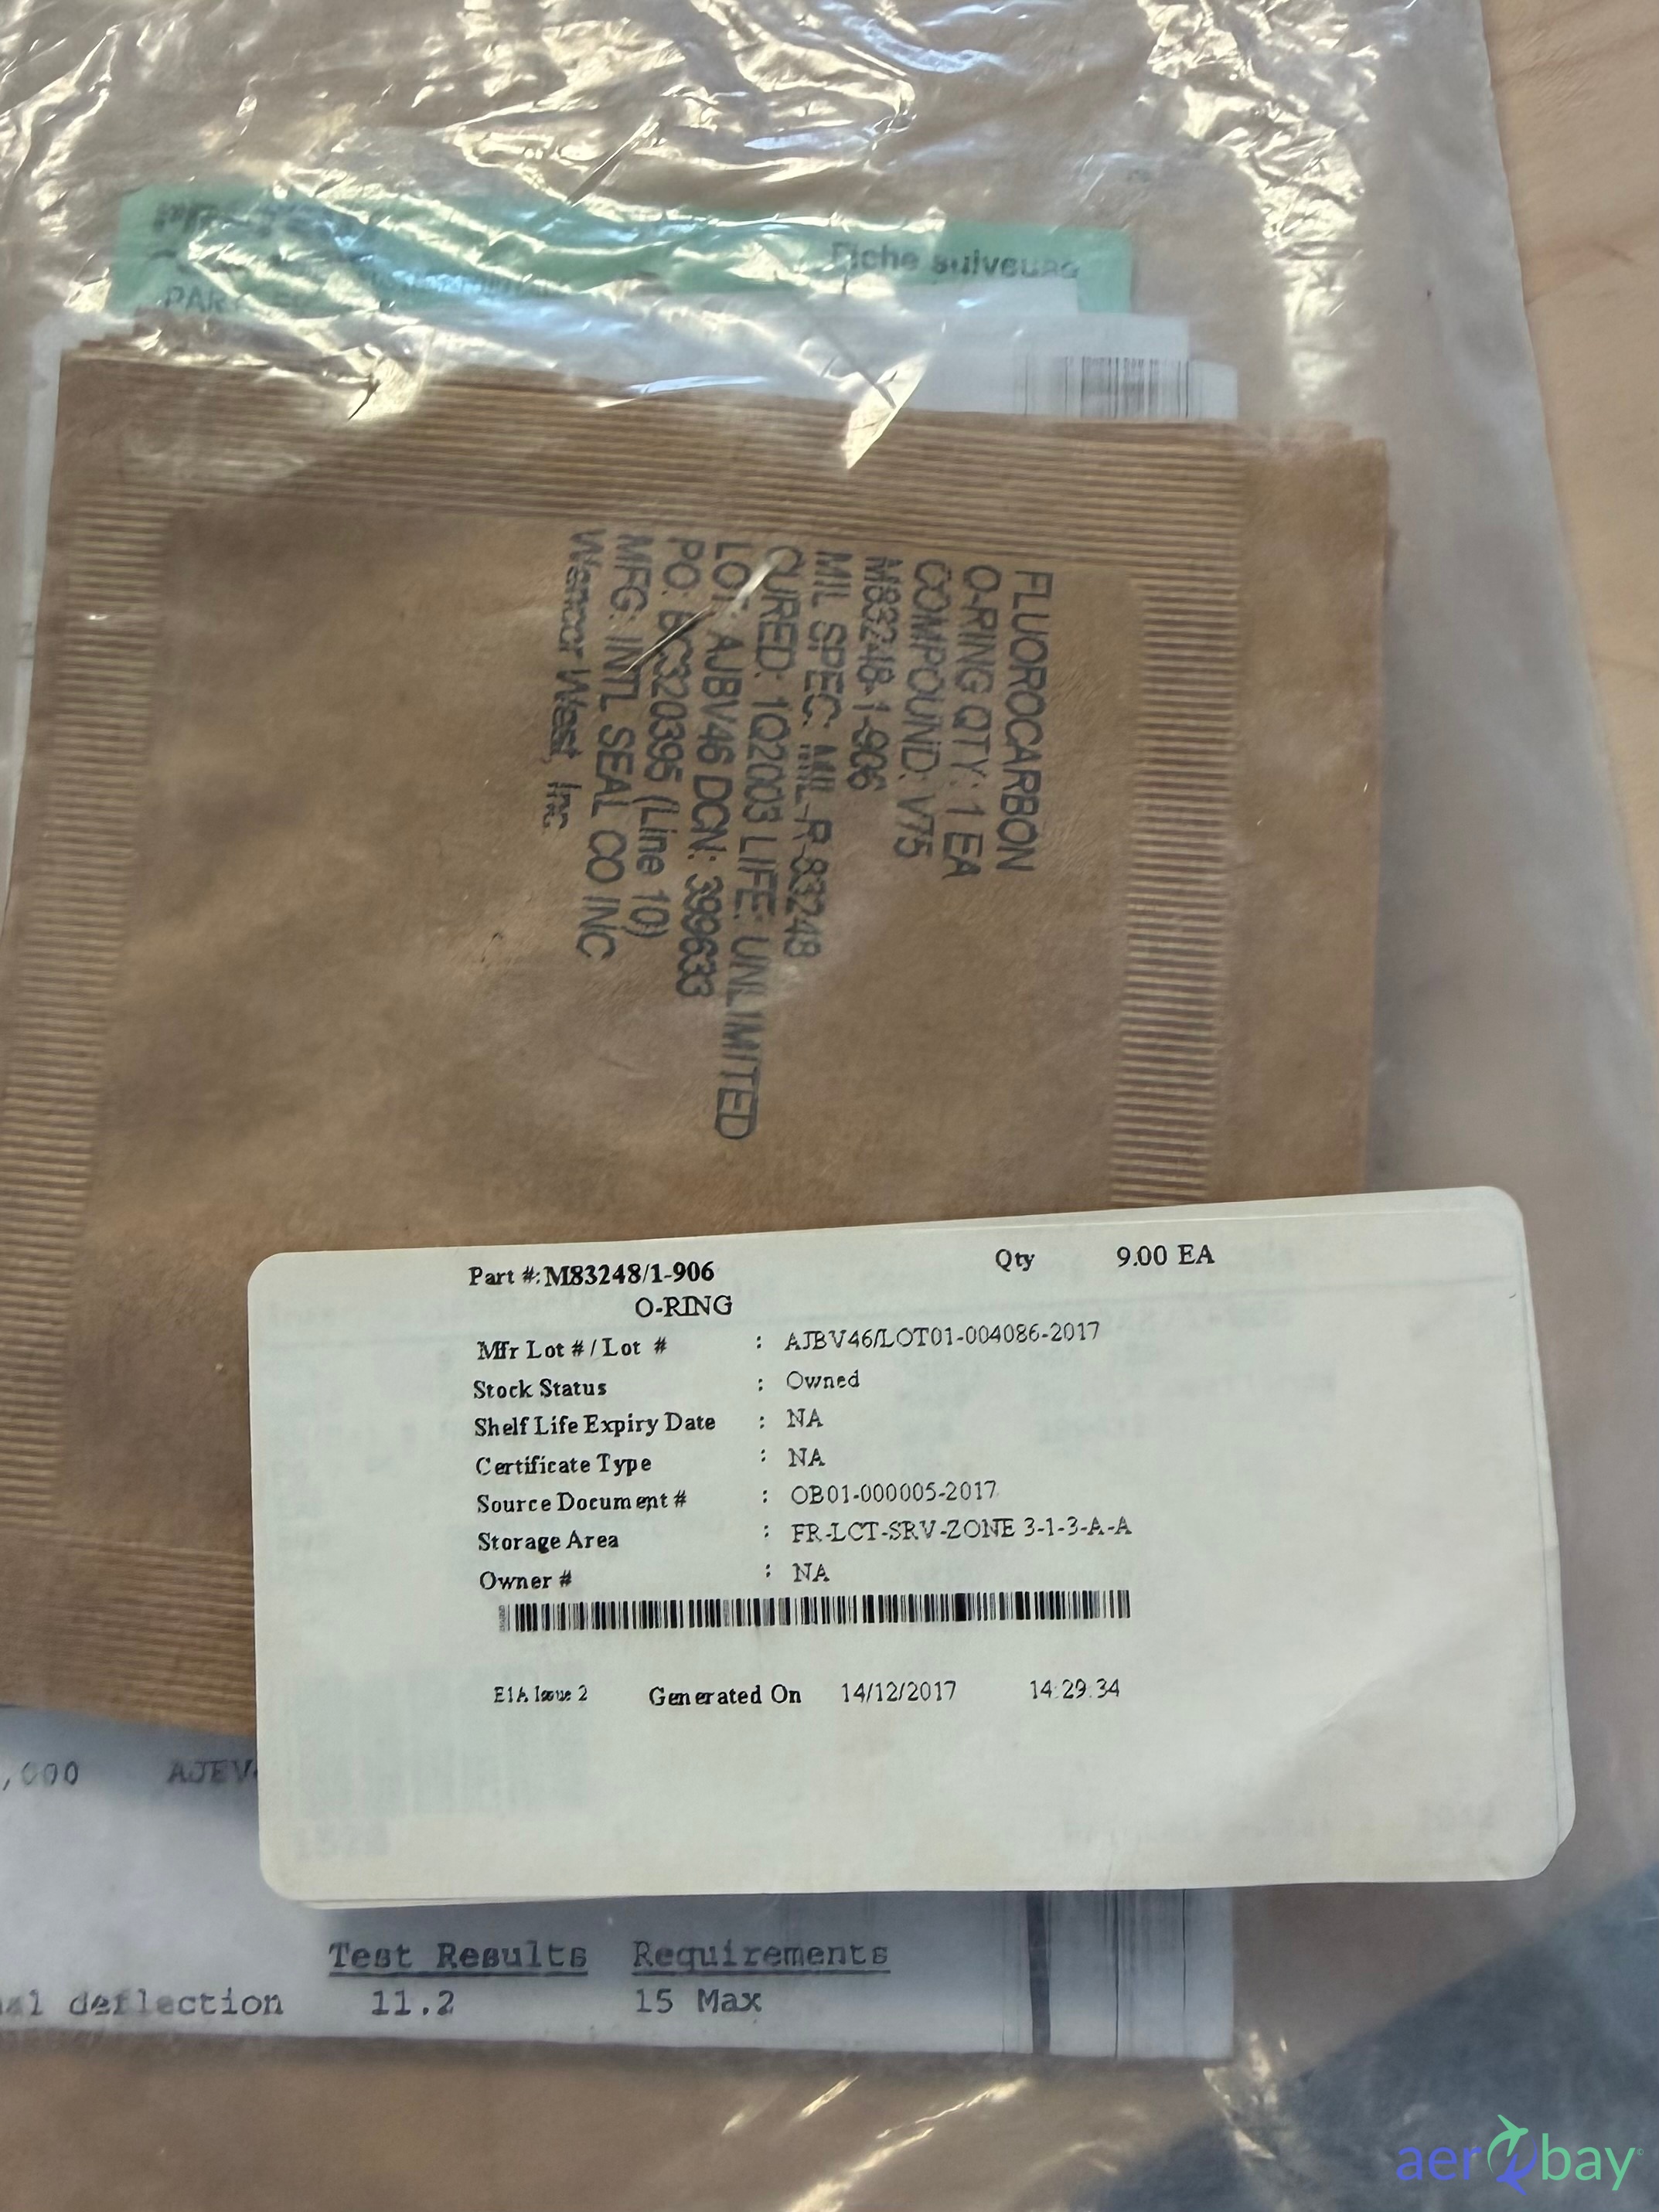 Fiche suiveuse
FLUOROCARBON
O-RING QTY: 1 EA
COMPOUND: V75
M83248-1-906
MIL SPEC: MIL-R-83248
CURED: 1Q2003 LIFE: UNLIMITED
LOT: AJBV46 DCN: 399633
PO: BC320395 (Line 10)
MFG: INTL SEAL CO INC
Wencor West, Inc.
Part #: M83248/1-906 Qty 9.00 EA
O-RING
Mfr Lot # / Lot # : AJBV46/LOT01-004086-2017
Stock Status : Owned
Shelf Life Expiry Date : NA
Certificate Type : NA
Source Document # : OB01-000005-2017
Storage Area : FR-LCT-SRV-ZONE 3-1-3-A-A
Owner # : NA
E1A Issue 2 Generated On 14/12/2017 14:29:34
,000
Test Results Requirements
deflection 11.2 15 Max
aerobay